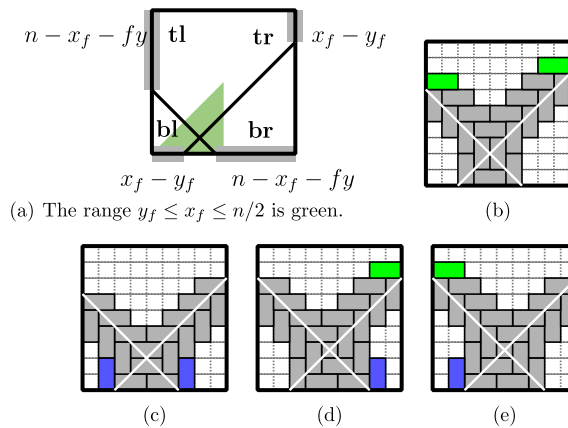 n − x_f − fy
tl
tr
x_f − y_f
bl
br
x_f − y_f
n − x_f − fy
(a) The range y_f ≤ x_f ≤ n/2 is green.
(b)
(c)
(d)
(e)